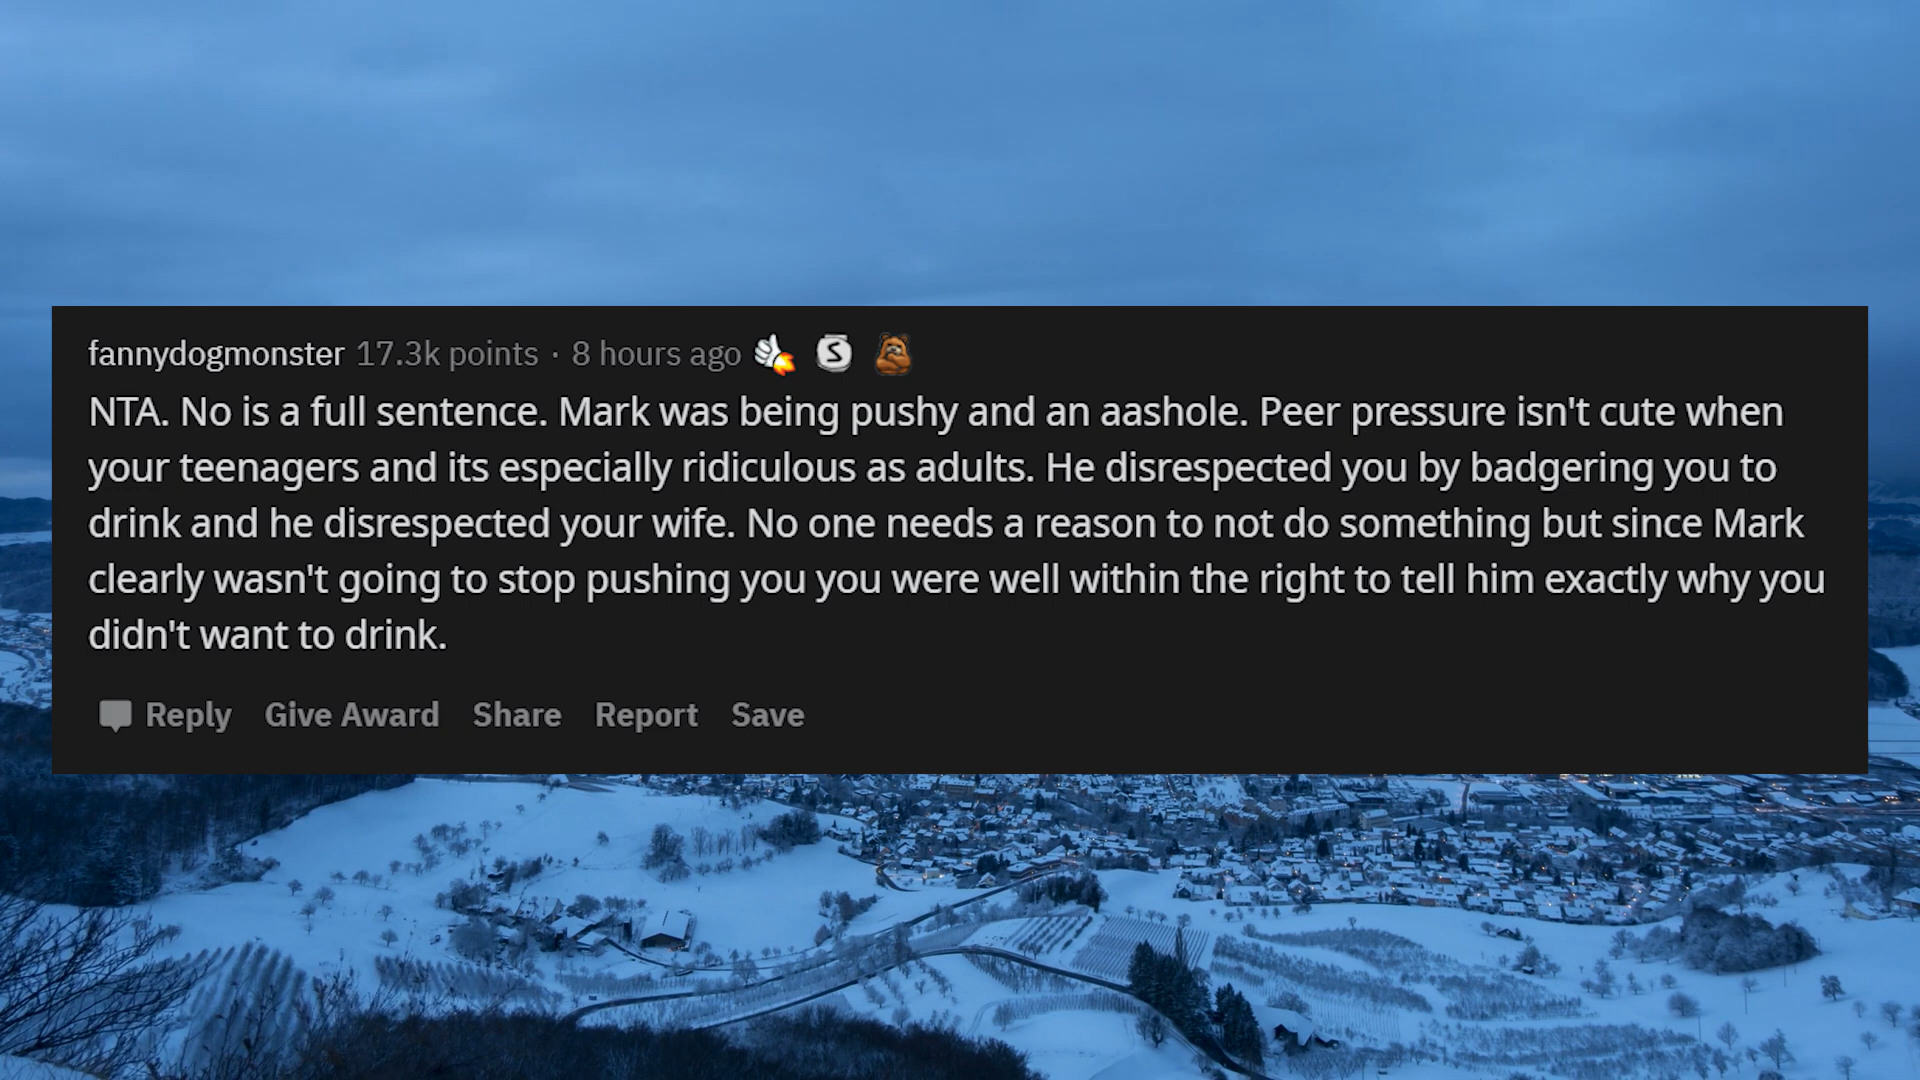 fannydogmonster 17.3k points · 8 hours ago
NTA. No is a full sentence. Mark was being pushy and an aashole. Peer pressure isn't cute when
your teenagers and its especially ridiculous as adults. He disrespected you by badgering you to
drink and he disrespected your wife. No one needs a reason to not do something but since Mark
clearly wasn't going to stop pushing you you were well within the right to tell him exactly why you
didn't want to drink.
Reply Give Award Share Report Save